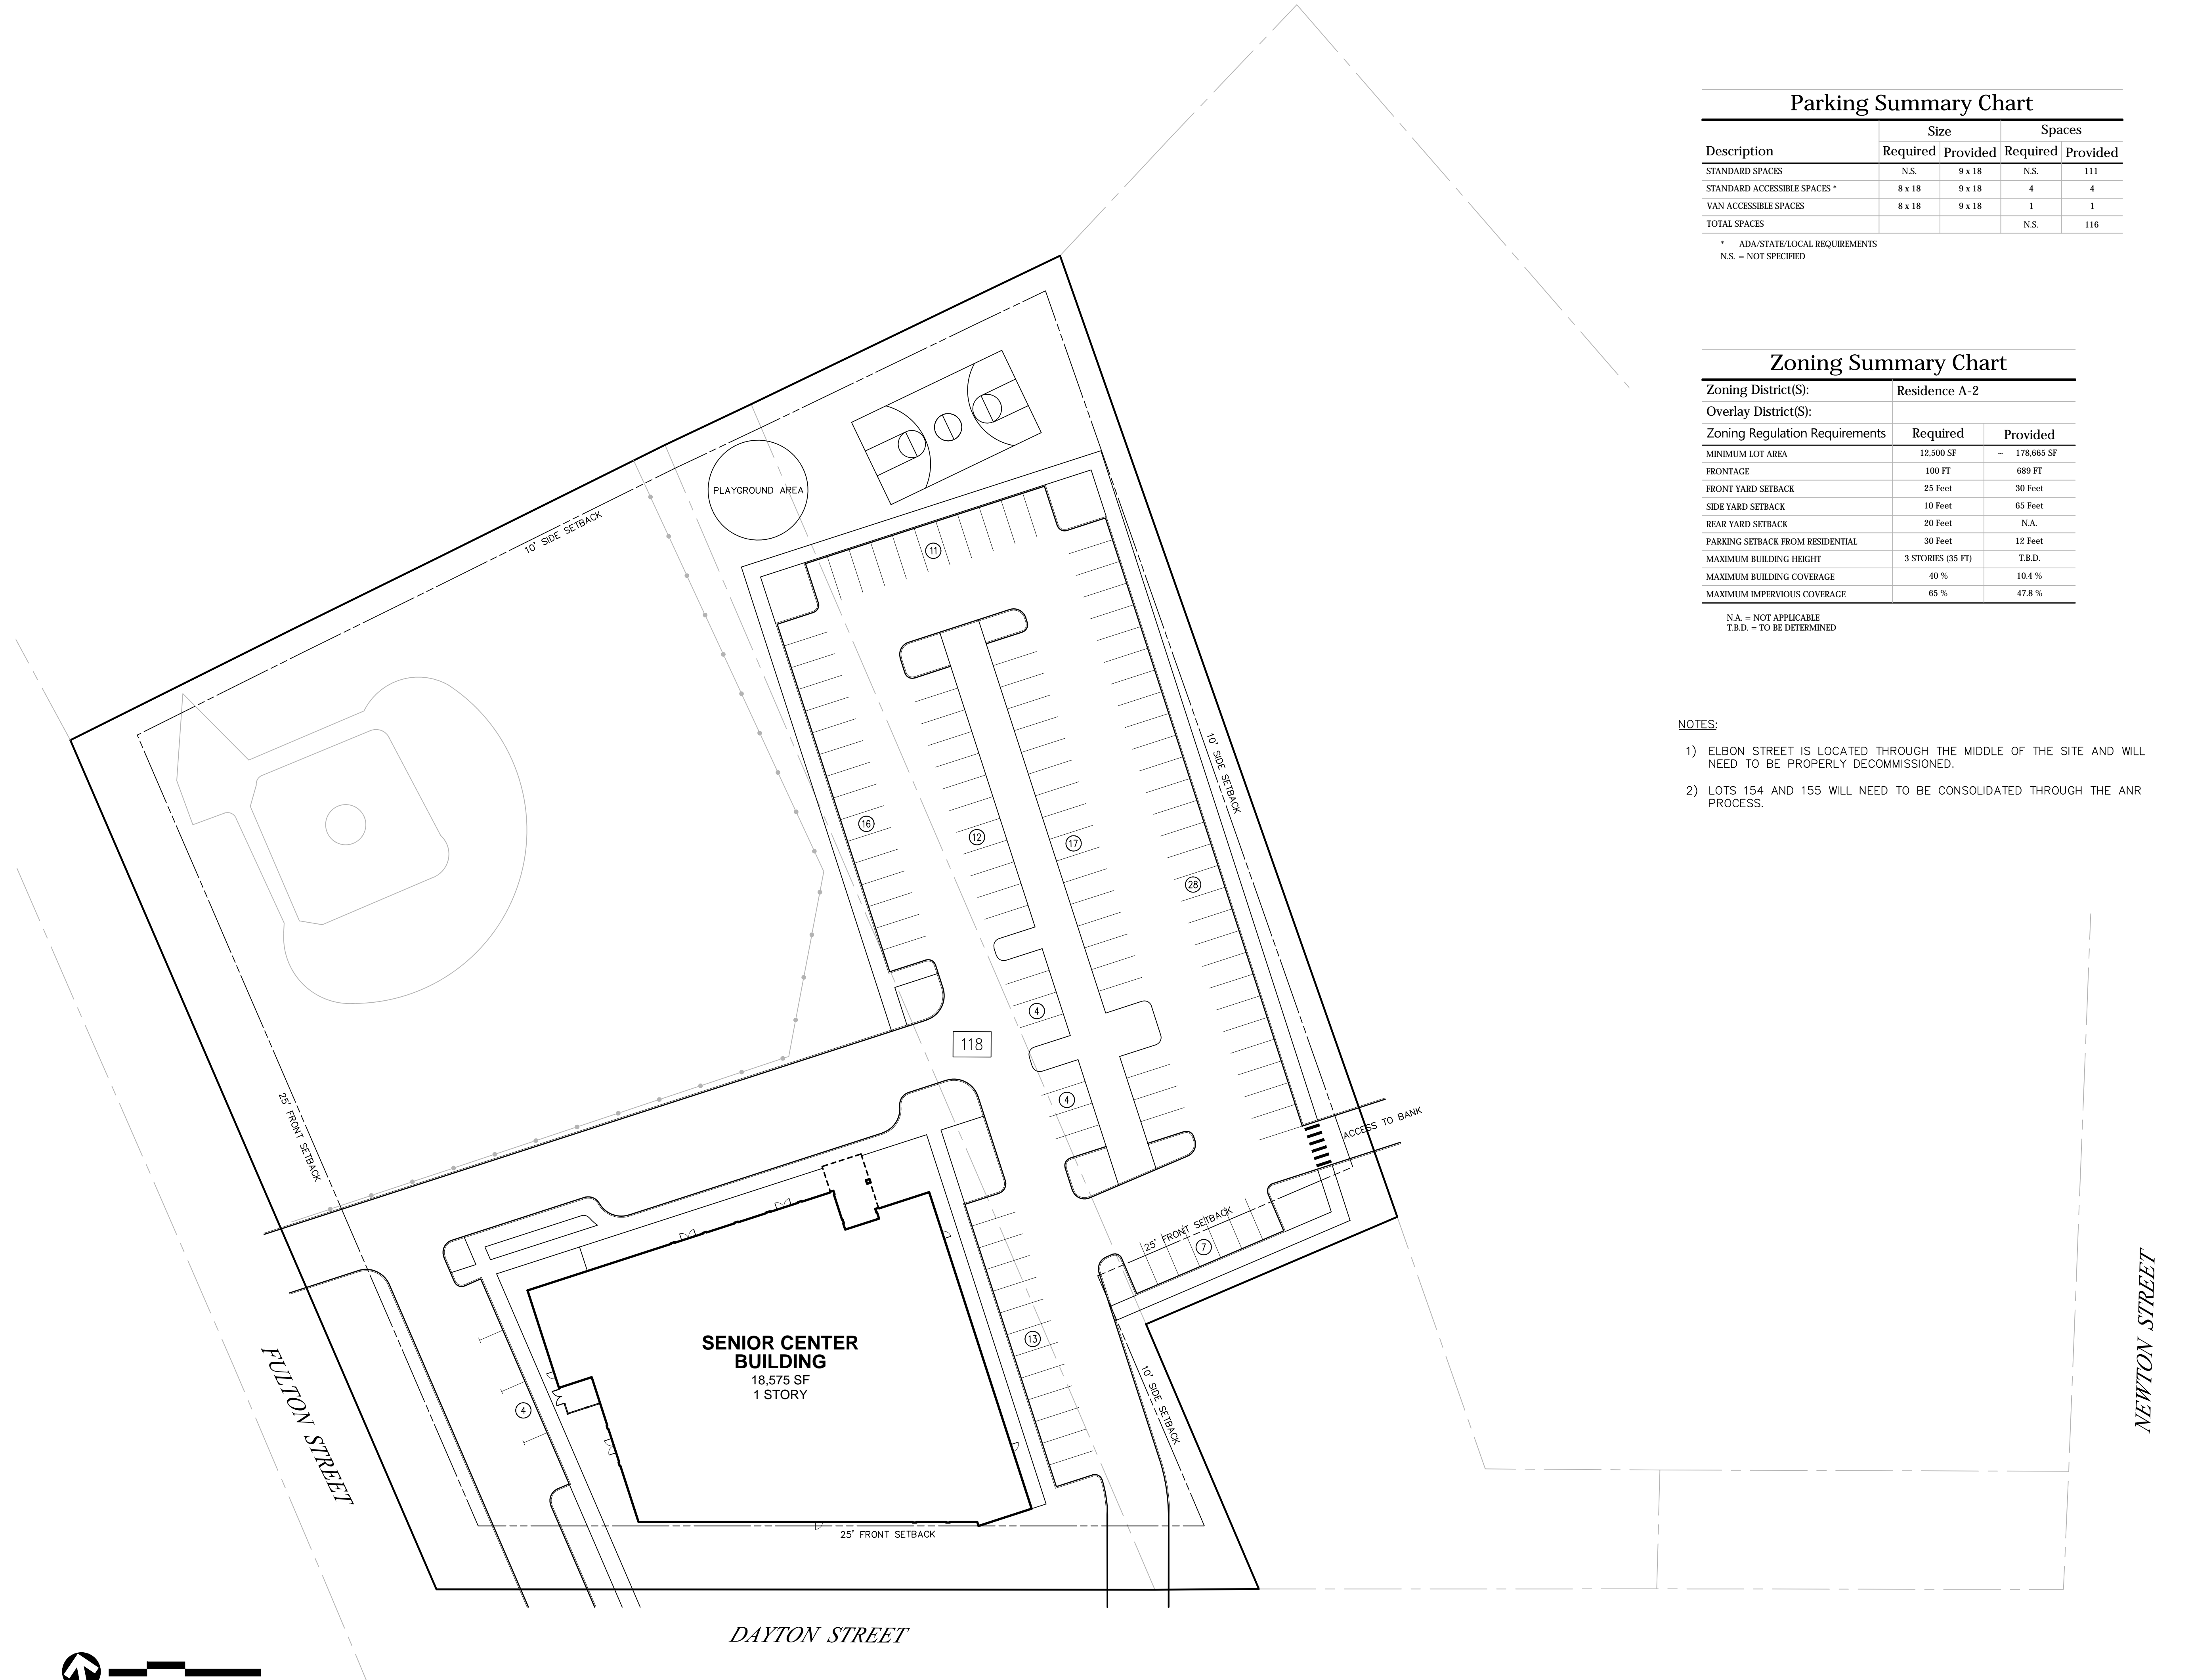 Parking Summary Chart
Size Spaces
Description Required Provided Required Provided
STANDARD SPACES N.S. 9 x 18 N.S. 111
STANDARD ACCESSIBLE SPACES * 8 x 18 9 x 18 4 4
VAN ACCESSIBLE SPACES 8 x 18 9 x 18 1 1
TOTAL SPACES N.S. 116
* ADA/STATE/LOCAL REQUIREMENTS
N.S. = NOT SPECIFIED
Zoning Summary Chart
Zoning District(S): Residence A-2
Overlay District(S):
Zoning Regulation Requirements Required Provided
MINIMUM LOT AREA 12,500 SF ~ 178,665 SF
FRONTAGE 100 FT 689 FT
FRONT YARD SETBACK 25 Feet 30 Feet
SIDE YARD SETBACK 10 Feet 65 Feet
REAR YARD SETBACK 20 Feet N.A.
PARKING SETBACK FROM RESIDENTIAL 30 Feet 12 Feet
MAXIMUM BUILDING HEIGHT 3 STORIES (35 FT) T.B.D.
MAXIMUM BUILDING COVERAGE 40 % 10.4 %
MAXIMUM IMPERVIOUS COVERAGE 65 % 47.8 %
N.A. = NOT APPLICABLE
T.B.D. = TO BE DETERMINED
NOTES:
1) ELBON STREET IS LOCATED THROUGH THE MIDDLE OF THE SITE AND WILL
NEED TO BE PROPERLY DECOMMISSIONED.
2) LOTS 154 AND 155 WILL NEED TO BE CONSOLIDATED THROUGH THE ANR
PROCESS.
PLAYGROUND AREA
10' SIDE SETBACK
11
10' SIDE SETBACK
16
12
17
28
4
118
4
25' FRONT SETBACK
ACCESS TO BANK
25' FRONT SETBACK
7
13
SENIOR CENTER
BUILDING
18,575 SF
1 STORY
4
10' SIDE SETBACK
25' FRONT SETBACK
FULTON STREET
DAYTON STREET
NEWTON STREET